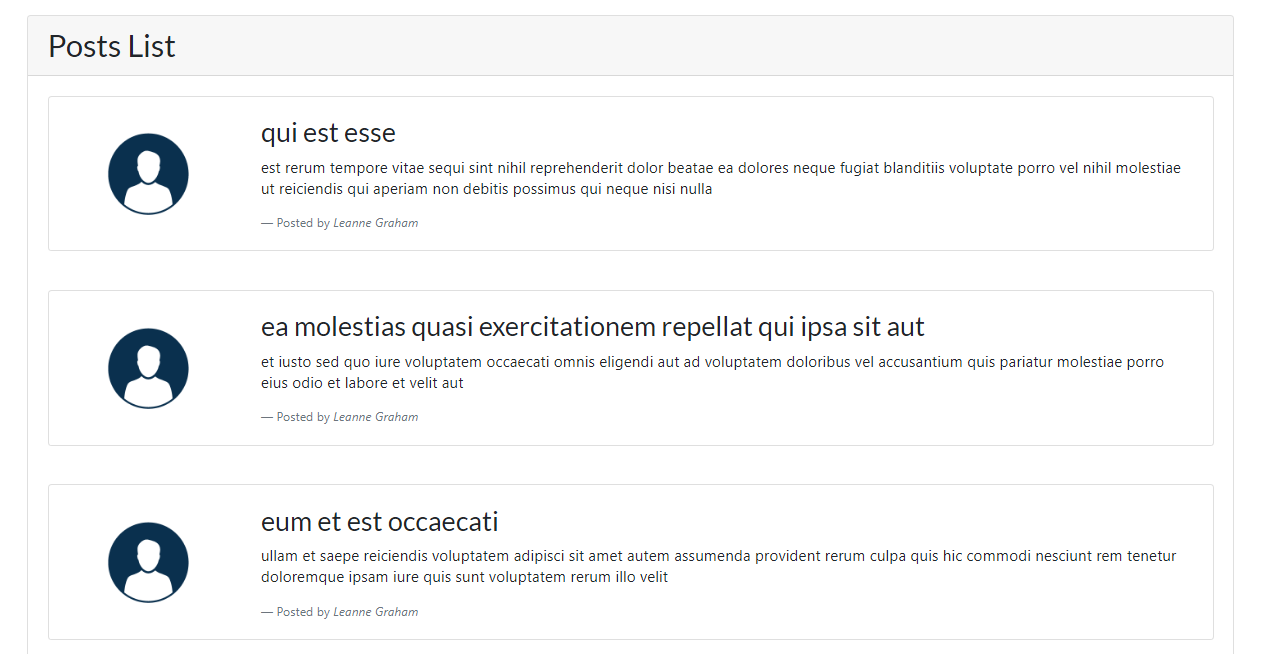 Posts List
qui est esse
est rerum tempore vitae sequi sint nihil reprehenderit dolor beatae ea dolores neque fugiat blanditiis voluptate porro vel nihil molestiae
ut reiciendis qui aperiam non debitis possimus qui neque nisi nulla
— Posted by Leanne Graham
ea molestias quasi exercitationem repellat qui ipsa sit aut
et iusto sed quo iure voluptatem occaecati omnis eligendi aut ad voluptatem doloribus vel accusantium quis pariatur molestiae porro
eius odio et labore et velit aut
— Posted by Leanne Graham
eum et est occaecati
ullam et saepe reiciendis voluptatem adipisci sit amet autem assumenda provident rerum culpa quis hic commodi nesciunt rem tenetur
doloremque ipsam iure quis sunt voluptatem rerum illo velit
— Posted by Leanne Graham